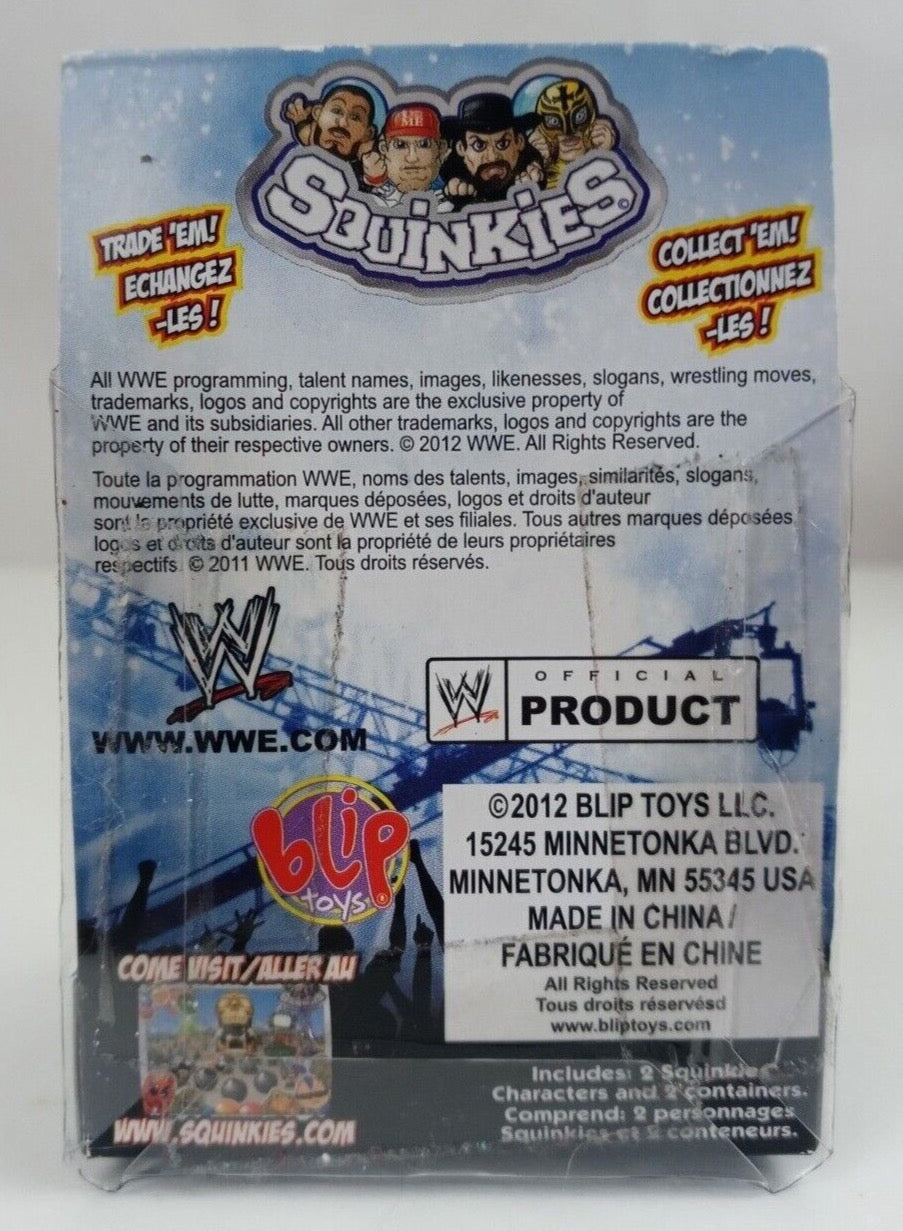 U CAN'T SEE ME
SQUINKIES©
TRADE 'EM!
ECHANGEZ
-LES !
COLLECT 'EM!
COLLECTIONNEZ
-LES !
All WWE programming, talent names, images, likenesses, slogans, wrestling moves,
trademarks, logos and copyrights are the exclusive property of
WWE and its subsidiaries. All other trademarks, logos and copyrights are the
property of their respective owners. © 2012 WWE. All Rights Reserved.
Toute la programmation WWE, noms des talents, images, similarités, slogans,
mouvements de lutte, marques déposées, logos et droits d'auteur
sont la propriété exclusive de WWE et ses filiales. Tous autres marques déposées,
logos et droits d'auteur sont la propriété de leurs propriétaires
respectifs. © 2011 WWE. Tous droits réservés.
W
WWW.WWE.COM
W
OFFICIAL
PRODUCT
blip
toys®
©2012 BLIP TOYS LLC.
15245 MINNETONKA BLVD.
MINNETONKA, MN 55345 USA
MADE IN CHINA /
FABRIQUÉ EN CHINE
All Rights Reserved
Tous droits réservésd
www.bliptoys.com
COME VISIT/ALLER AU
WWW.SQUINKIES.COM
Includes: 2 Squinkie
Characters and 2 containers.
Comprend: 2 personnages
Squinkies et 2 conteneurs.